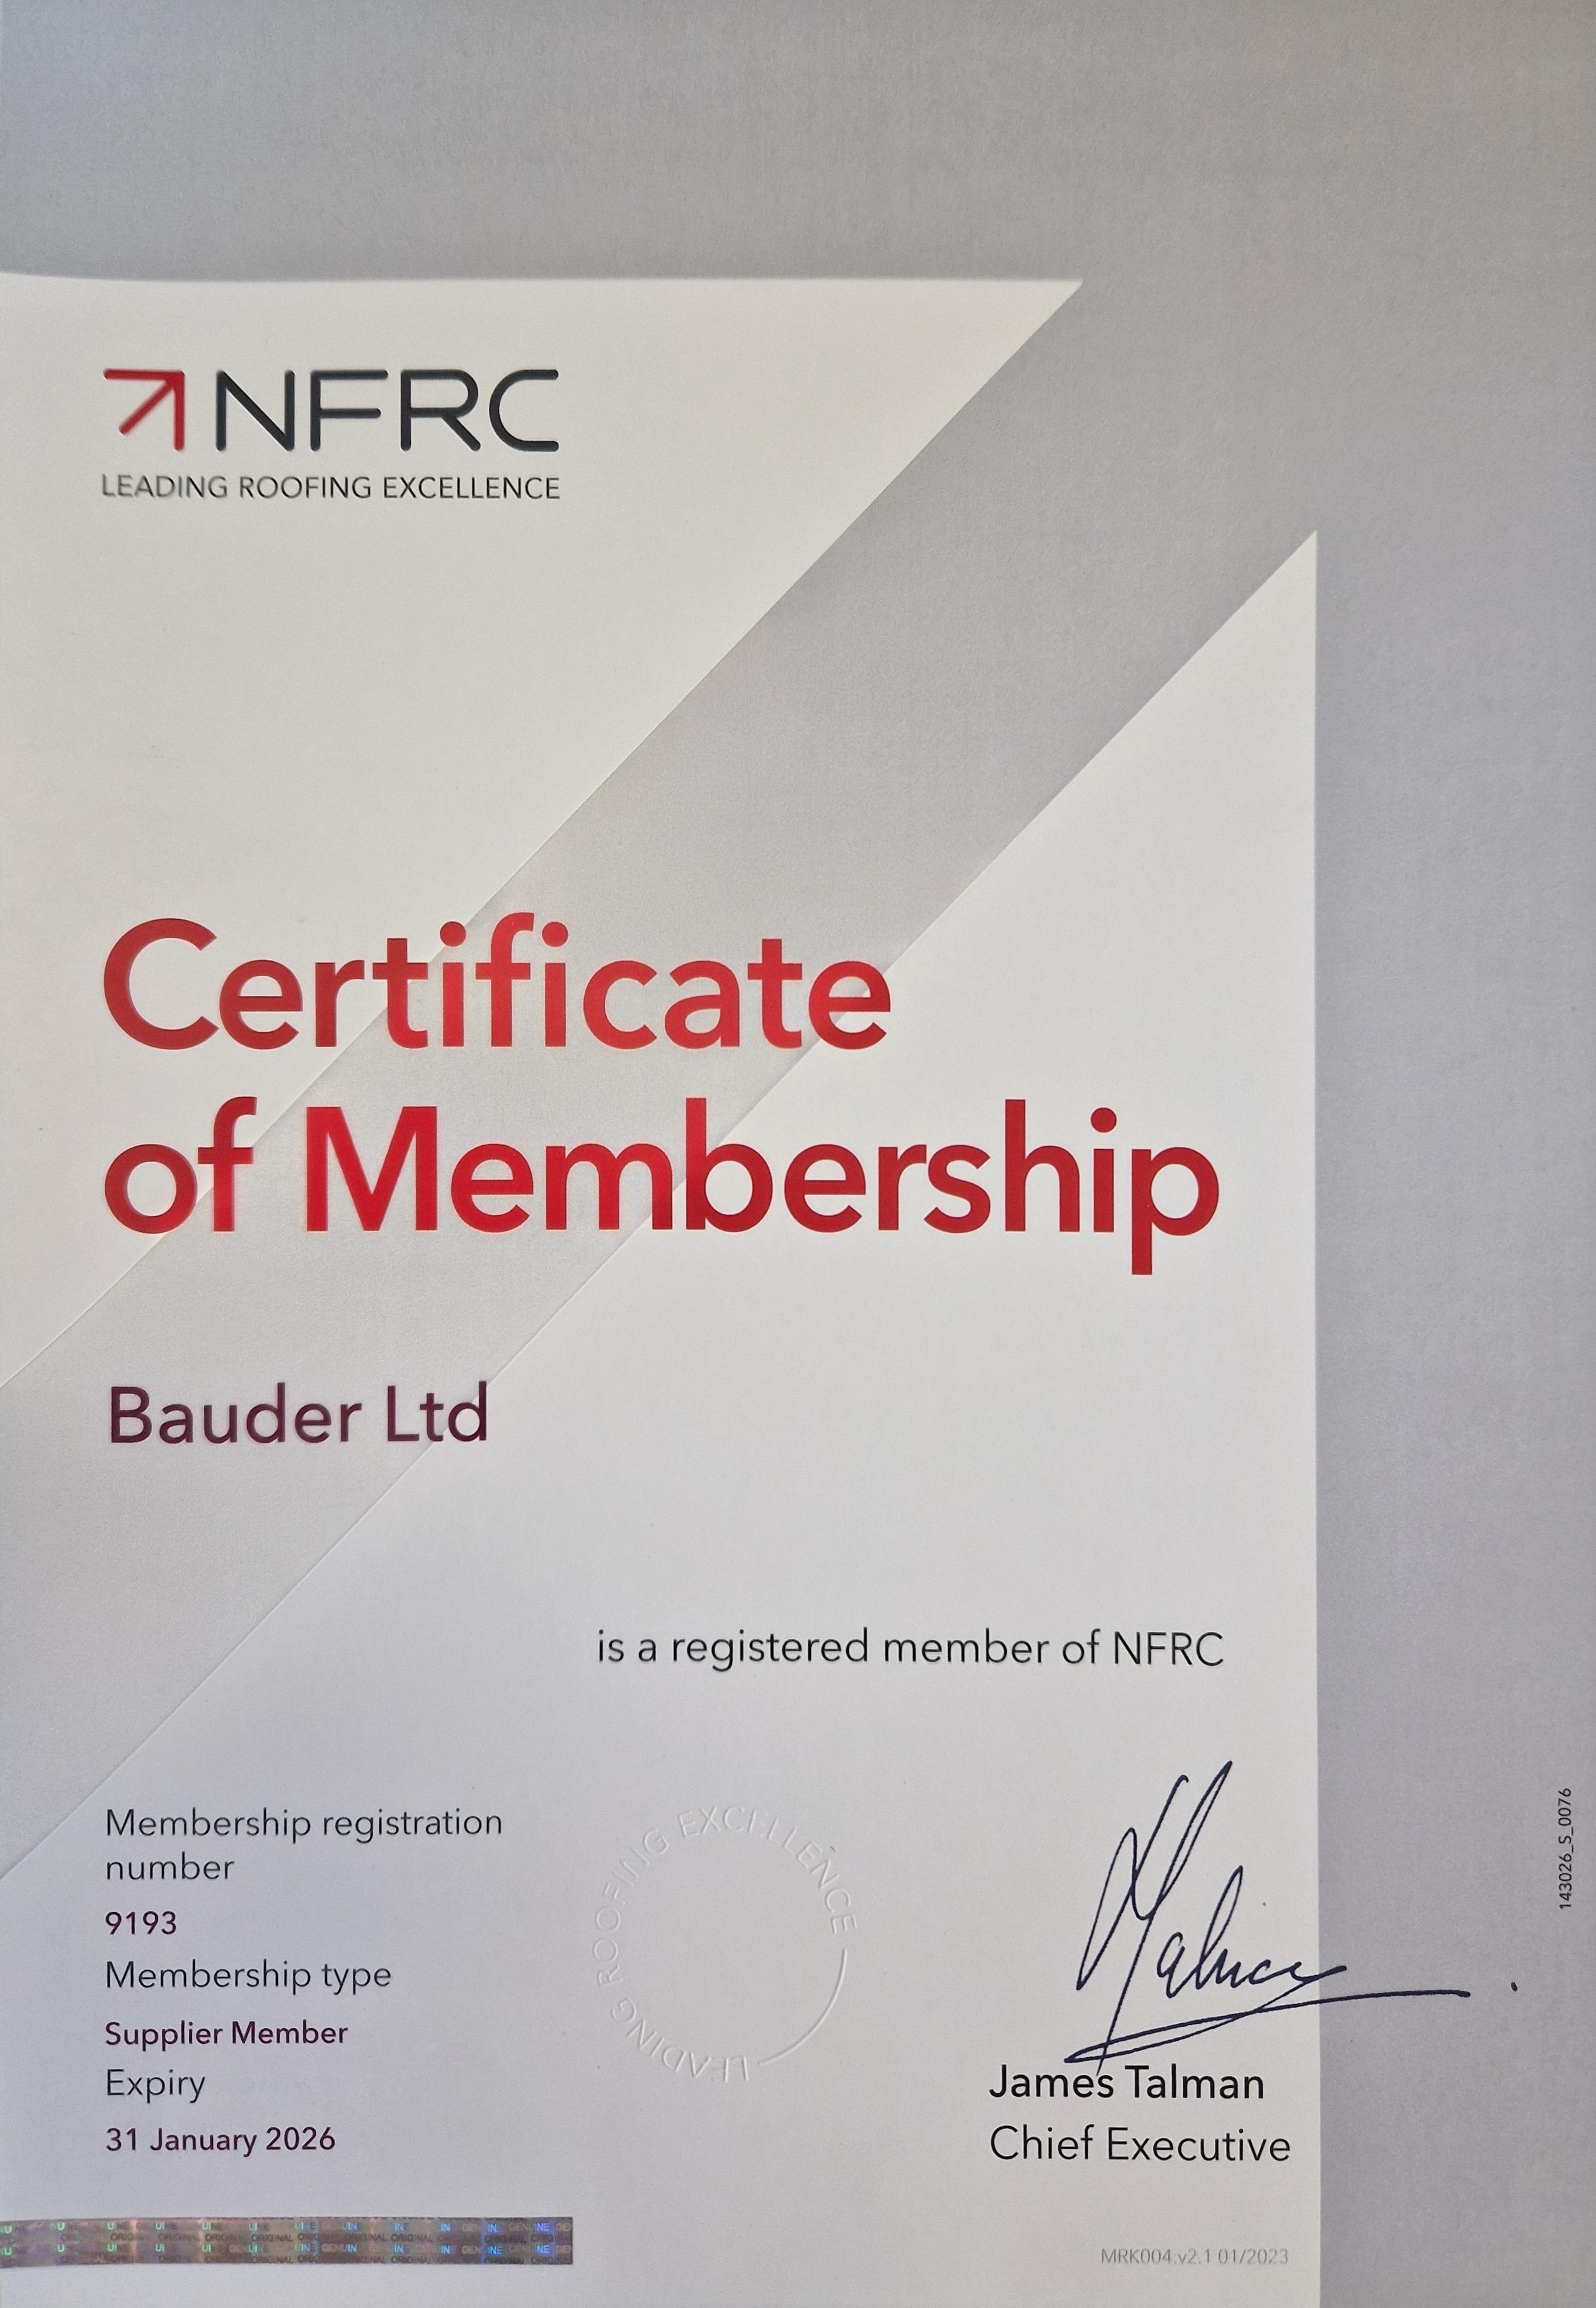 NFRC
LEADING ROOFING EXCELLENCE
Certificate
of Membership
Bauder Ltd
is a registered member of NFRC
Membership registration
number
9193
Membership type
Supplier Member
Expiry
31 January 2026
LEADING ROOFING EXCELLENCE
James Talman
Chief Executive
143026_S_0076
GENUINE
ORIGINAL
MRK004.v2.1 01/2023